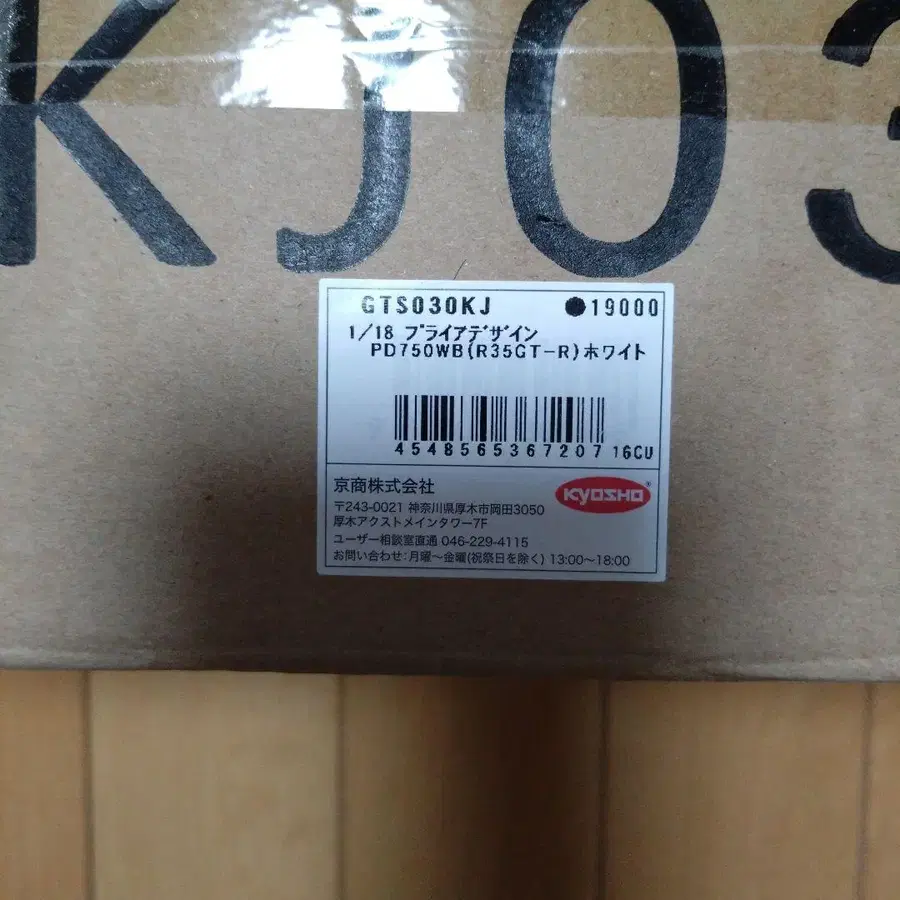 KJ03
GTS030KJ ●19000
1/18 プライアデザイン
PD750WB(R35GT-R)ホワイト
4548565367207 16CU
京商株式会社
KYOSHO®
〒243-0021 神奈川県厚木市岡田3050
厚木アクストメインタワー7F
ユーザー相談室直通 046-229-4115
お問い合わせ:月曜〜金曜(祝祭日を除く) 13:00〜18:00